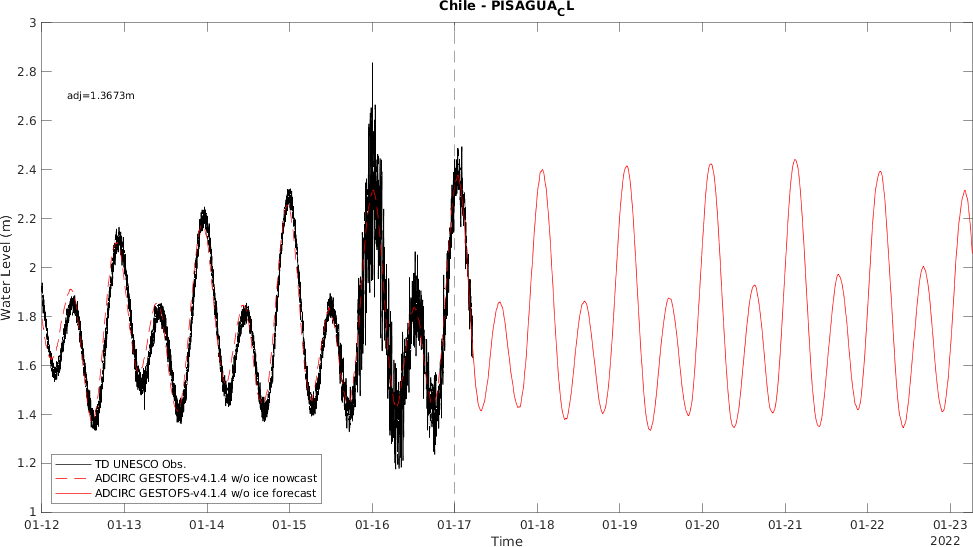 Chile - PISAGUA_CL
3
2.8
2.6
2.4
2.2
2
1.8
1.6
1.4
1.2
1
Water Level (m)
adj=1.3673m
TD UNESCO Obs.
ADCIRC GESTOFS-v4.1.4 w/o ice nowcast
ADCIRC GESTOFS-v4.1.4 w/o ice forecast
01-12 01-13 01-14 01-15 01-16 01-17 01-18 01-19 01-20 01-21 01-22 01-23
Time 2022